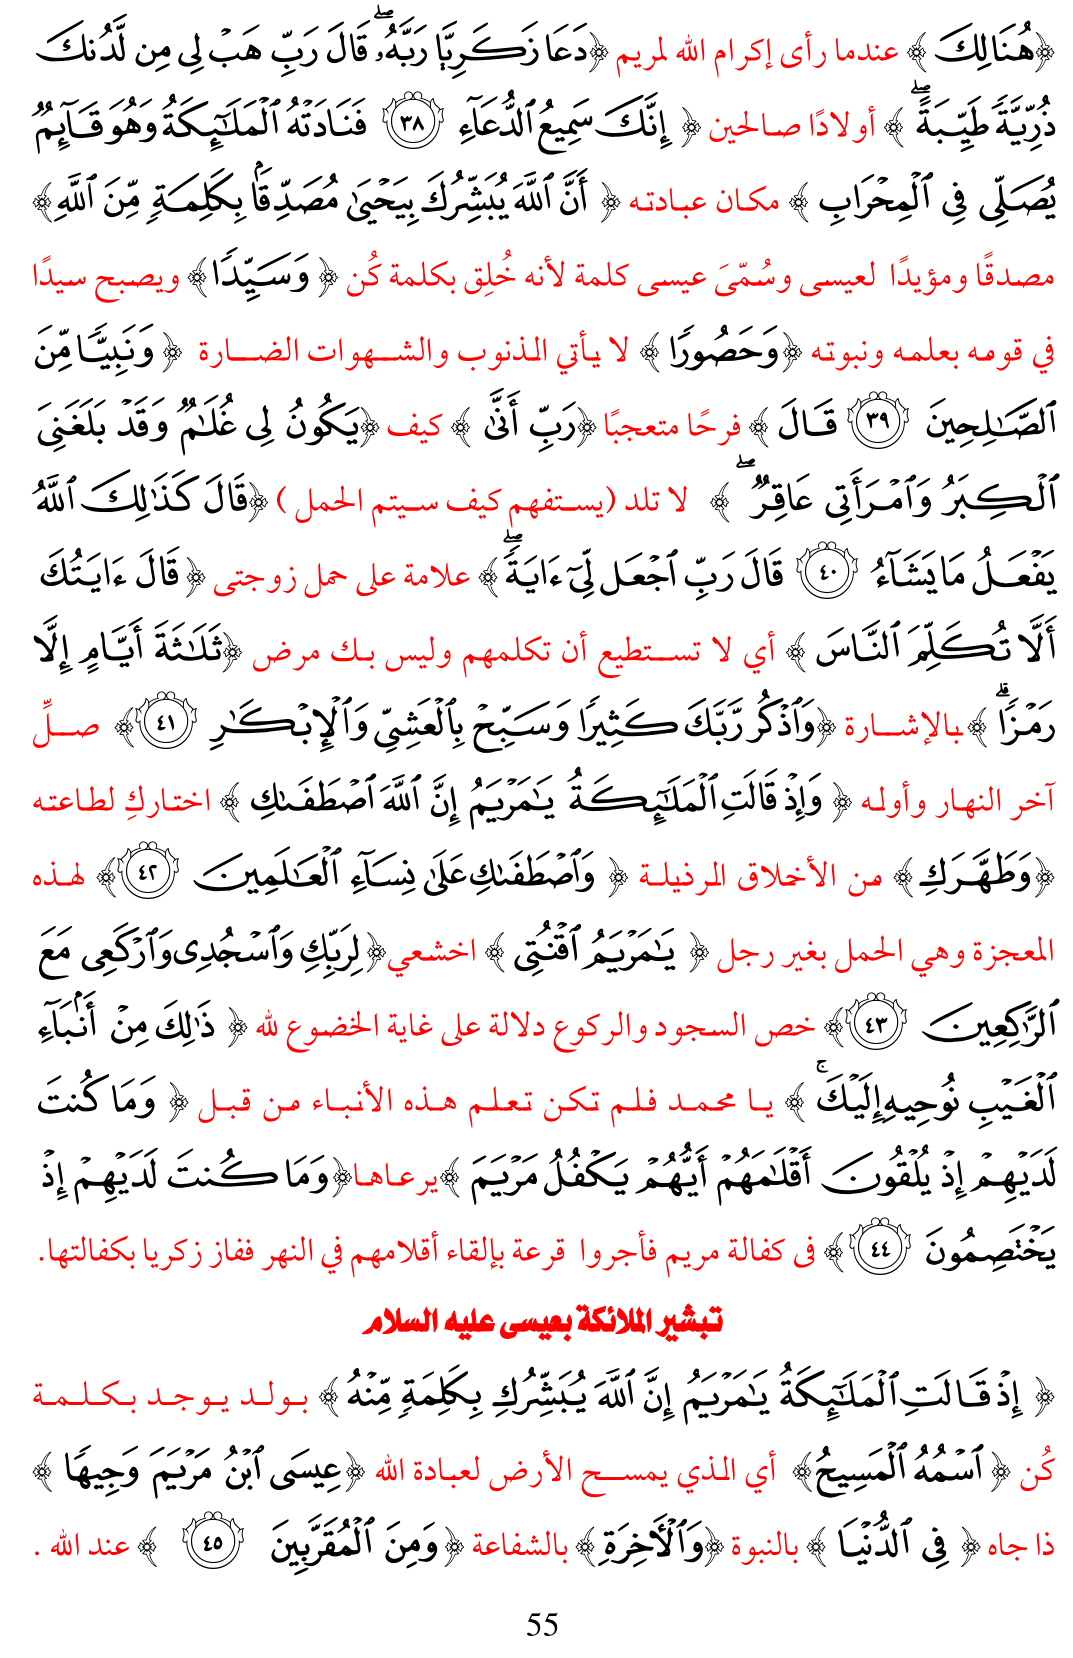 ﴿هُنَالِكَ ﴾ عندما رأى إكرام الله لمريم ﴿دَعَا زَكَرِيَّا رَبَّهُۥۖ قَالَ رَبِّ هَبۡ لِي مِن لَّدُنكَ
ذُرِّيَّةٗ طَيِّبَةًۖ ﴾ أولادًا صالحين ﴿ إِنَّكَ سَمِيعُ ٱلدُّعَآءِ ٣٨ فَنَادَتۡهُ ٱلۡمَلَٰٓئِكَةُ وَهُوَ قَآئِمٞ
يُصَلِّي فِي ٱلۡمِحۡرَابِ ﴾ مكان عبادته ﴿ أَنَّ ٱللَّهَ يُبَشِّرُكَ بِيَحۡيَىٰ مُصَدِّقَۢا بِكَلِمَةٖ مِّنَ ٱللَّهِ﴾
مصدقًا ومؤيدًا لعيسى وسُمّيَ عيسى كلمة لأنه خُلِق بكلمة كُن ﴿ وَسَيِّدٗا﴾ ويصبح سيدًا
في قومه بعلمه ونبوته ﴿وَحَصُورٗا ﴾ لا يأتي الذنوب والشهوات الضارة ﴿ وَنَبِيّٗا مِّنَ
ٱلصَّٰلِحِينَ ٣٩ قَالَ ﴾ فرحًا متعجبًا ﴿رَبِّ أَنَّىٰ ﴾ كيف ﴿يَكُونُ لِي غُلَٰمٞ وَقَدۡ بَلَغَنِيَ
ٱلۡكِبَرُ وَٱمۡرَأَتِي عَاقِرٞۖ ﴾ لا تلد (يستفهم كيف سيتم الحمل ) ﴿قَالَ كَذَٰلِكَ ٱللَّهُ
يَفۡعَلُ مَا يَشَآءُ ٤٠ قَالَ رَبِّ ٱجۡعَل لِّيٓ ءَايَةٗۖ ﴾ علامة على حمل زوجتى ﴿ قَالَ ءَايَتُكَ
أَلَّا تُكَلِّمَ ٱلنَّاسَ ﴾ أي لا تستطيع أن تكلمهم وليس بك مرض ﴿ثَلَٰثَةَ أَيَّامٍ إِلَّا
رَمۡزٗاۗ ﴾ بالإشارة ﴿وَٱذۡكُر رَّبَّكَ كَثِيرٗا وَسَبِّحۡ بِٱلۡعَشِيِّ وَٱلۡإِبۡكَٰرِ ٤١ ﴾ صلِّ
آخر النهار وأوله ﴿ وَإِذۡ قَالَتِ ٱلۡمَلَٰٓئِكَةُ يَٰمَرۡيَمُ إِنَّ ٱللَّهَ ٱصۡطَفَىٰكِ ﴾ اختاركِ لطاعته
﴿وَطَهَّرَكِ ﴾ من الأخلاق المرذيلة ﴿ وَٱصۡطَفَىٰكِ عَلَىٰ نِسَآءِ ٱلۡعَٰلَمِينَ ٤٢ ﴾ لهذه
المعجزة وهي الحمل بغير رجل ﴿ يَٰمَرۡيَمُ ٱقۡنُتِي ﴾ اخشعي ﴿لِرَبِّكِ وَٱسۡجُدِي وَٱرۡكَعِي مَعَ
ٱلرَّٰكِعِينَ ٤٣ ﴾ خص السجود والركوع دلالة على غاية الخضوع لله ﴿ ذَٰلِكَ مِنۡ أَنۢبَآءِ
ٱلۡغَيۡبِ نُوحِيهِ إِلَيۡكَۚ ﴾ يا محمد فلم تكن تعلم هذه الأنباء من قبل ﴿ وَمَا كُنتَ
لَدَيۡهِمۡ إِذۡ يُلۡقُونَ أَقۡلَٰمَهُمۡ أَيُّهُمۡ يَكۡفُلُ مَرۡيَمَ ﴾ يرعاها ﴿وَمَا كُنتَ لَدَيۡهِمۡ إِذۡ
يَخۡتَصِمُونَ ٤٤ ﴾ فى كفالة مريم فأجروا قرعة بإلقاء أقلامهم في النهر ففاز زكريا بكفالتها.
تبشير الملائكة بعيسى عليه السلام
﴿ إِذۡ قَالَتِ ٱلۡمَلَٰٓئِكَةُ يَٰمَرۡيَمُ إِنَّ ٱللَّهَ يُبَشِّرُكِ بِكَلِمَةٖ مِّنۡهُ ﴾ بولد يوجد بكلمة
كُن ﴿ ٱسۡمُهُ ٱلۡمَسِيحُ ﴾ أي الذي يمسح الأرض لعبادة الله ﴿عِيسَى ٱبۡنُ مَرۡيَمَ وَجِيهٗا ﴾
ذا جاه ﴿ فِي ٱلدُّنۡيَا ﴾ بالنبوة ﴿وَٱلۡأٓخِرَةِ ﴾ بالشفاعة ﴿وَمِنَ ٱلۡمُقَرَّبِينَ ٤٥ ﴾ عند الله .
55